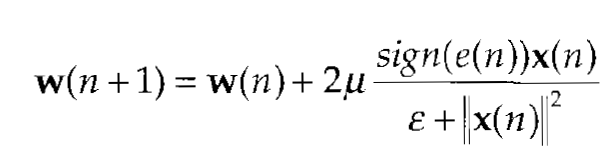 w(n+1) = w(n) + 2μ sign(e(n))x(n) / ε + ‖x(n)‖²